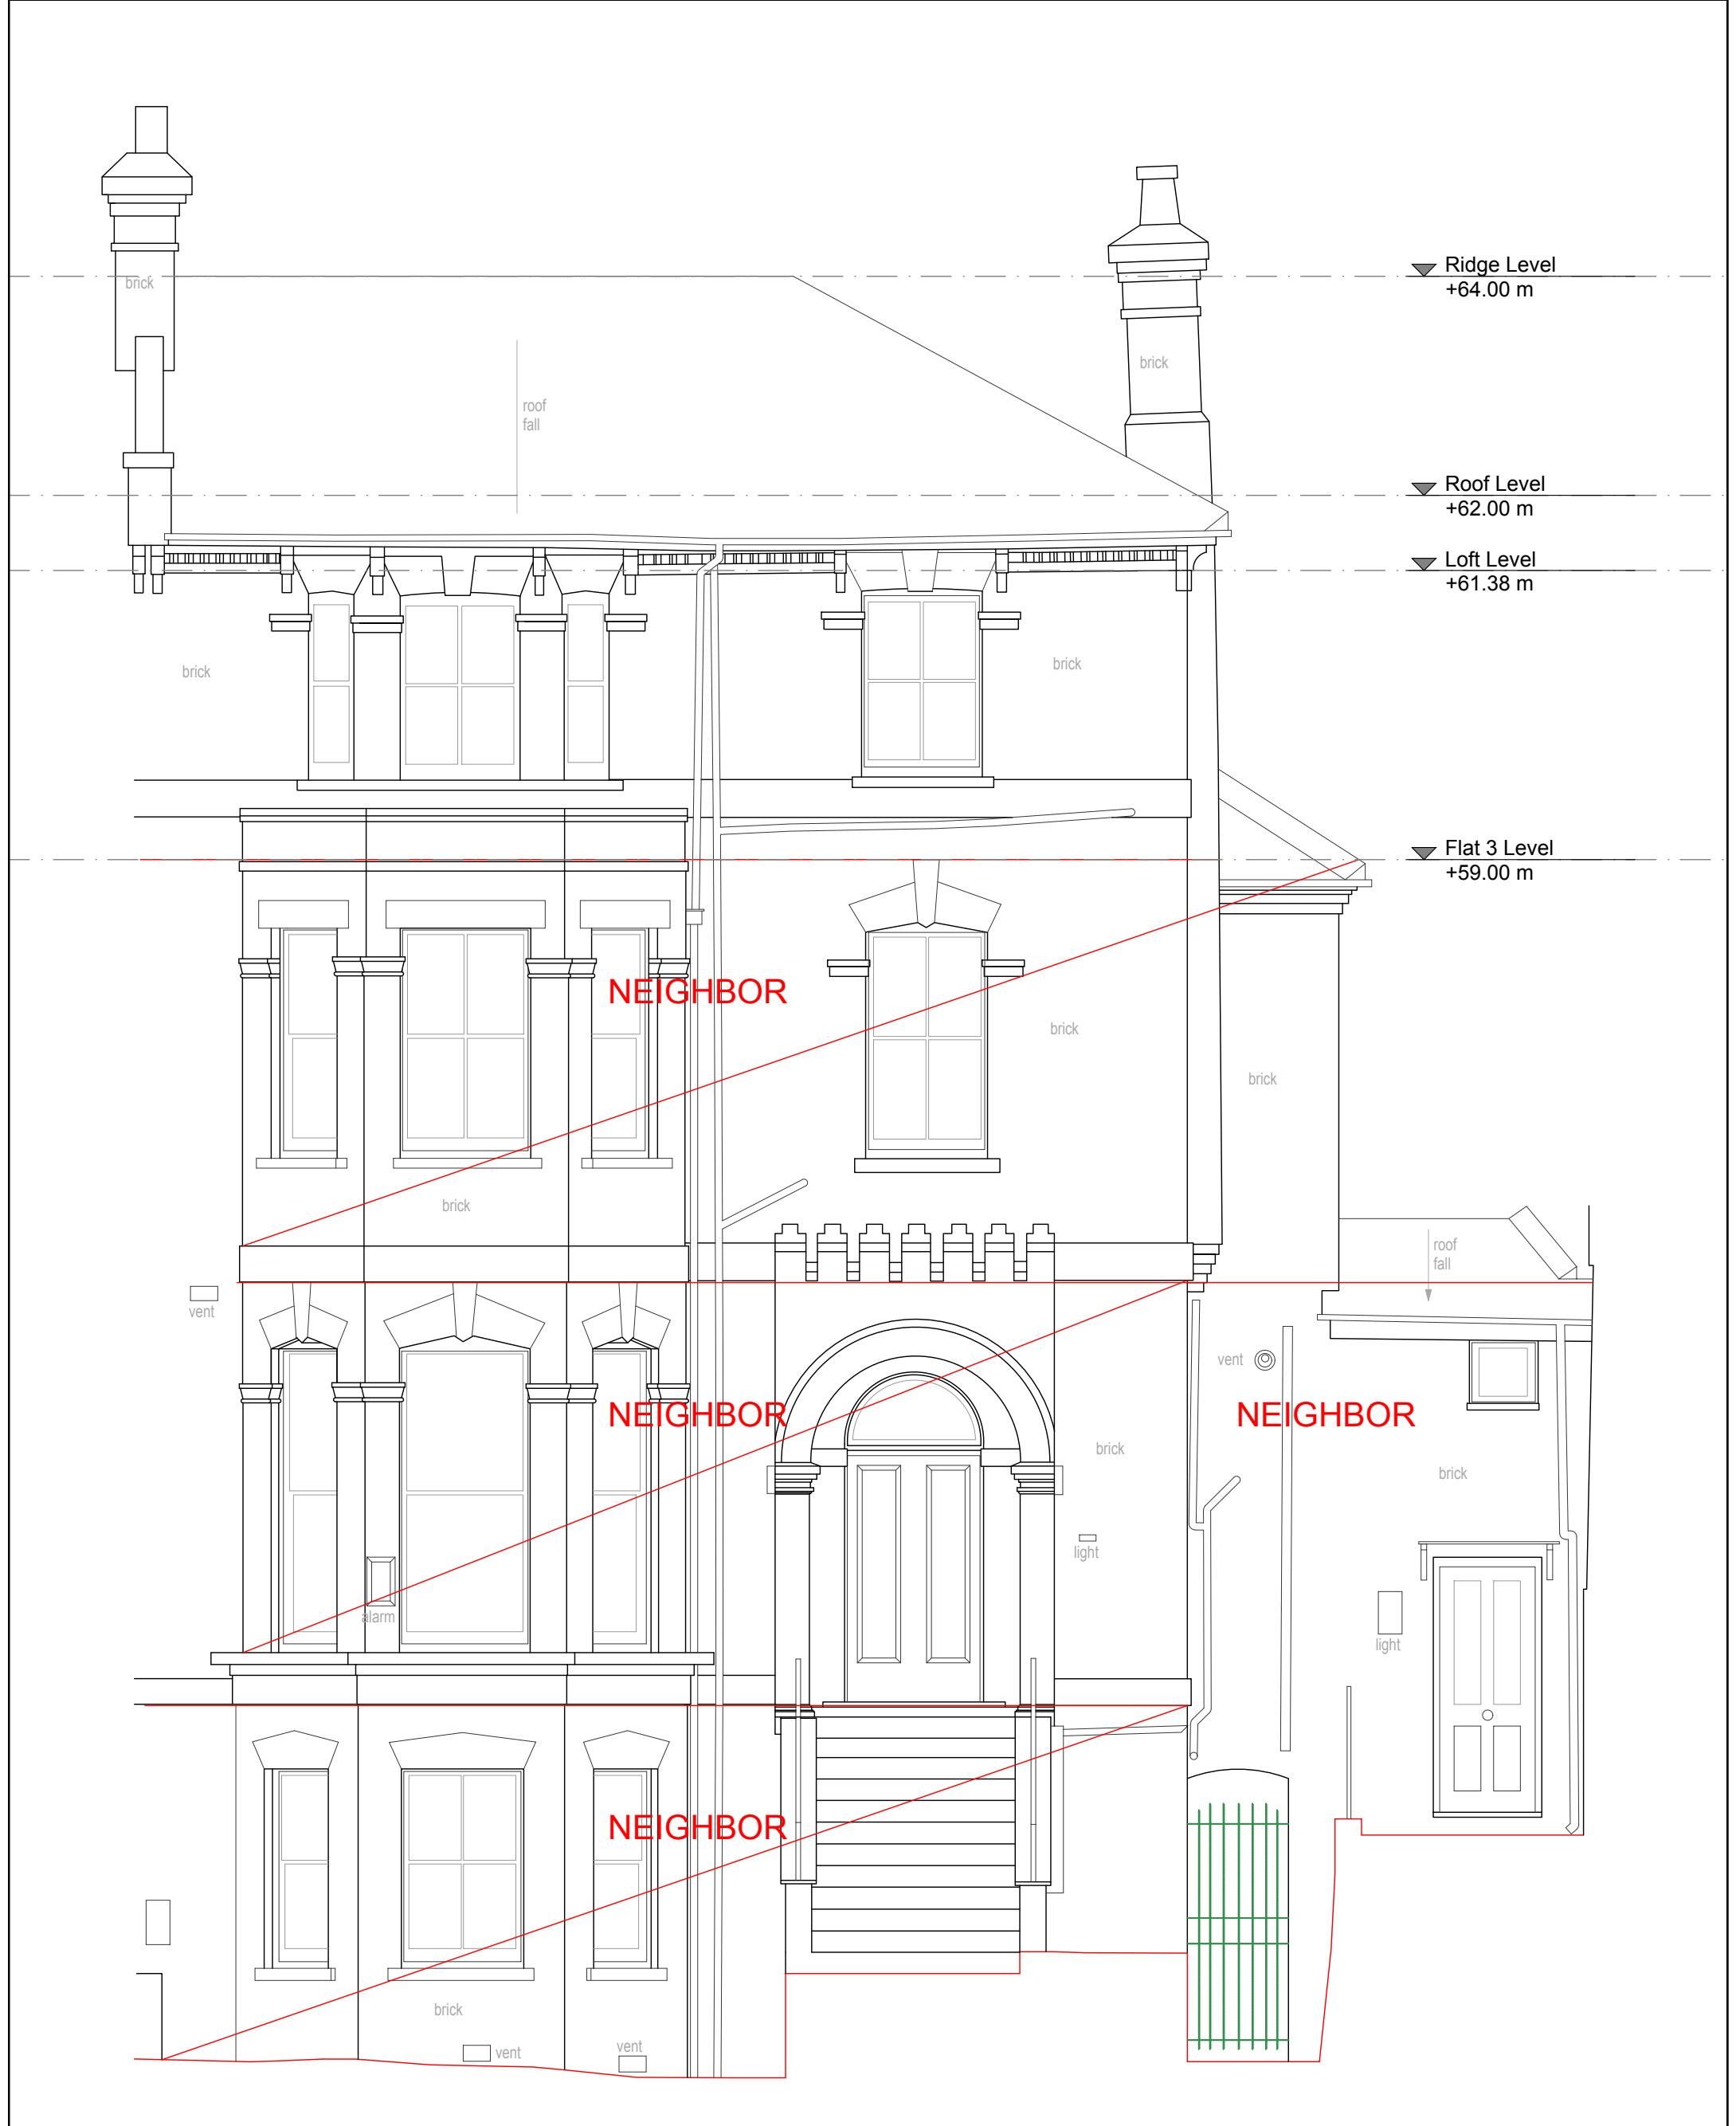 Ridge Level
+64.00 m
brick
brick
roof
fall
Roof Level
+62.00 m
Loft Level
+61.38 m
brick
brick
Flat 3 Level
+59.00 m
NEIGHBOR
brick
brick
brick
roof
fall
vent
vent
NEIGHBOR
NEIGHBOR
brick
brick
light
alarm
light
NEIGHBOR
brick
vent
vent